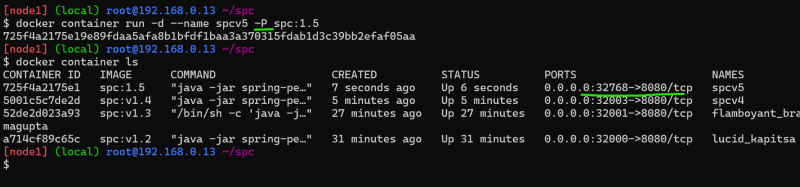 [node1] (local) root@192.168.0.13 ~/spc
$ docker container run -d --name spcv5 -P spc:1.5
725f4a2175e19e89fdaa5afa8b1bfdf1baa3a370315fdab1d3c39bb2efaf05aa
[node1] (local) root@192.168.0.13 ~/spc
$ docker container ls
CONTAINER ID   IMAGE      COMMAND                  CREATED          STATUS          PORTS                     NAMES
725f4a2175e1   spc:1.5    "java -jar spring-pe…"   7 seconds ago    Up 6 seconds    0.0.0.0:32768->8080/tcp   spcv5
5001c5c7de2d   spc:v1.4   "java -jar spring-pe…"   5 minutes ago    Up 5 minutes    0.0.0.0:32003->8080/tcp   spcv4
52de2d023a93   spc:v1.3   "/bin/sh -c 'java -j…"   27 minutes ago   Up 27 minutes   0.0.0.0:32001->8080/tcp   flamboyant_bra
magupta
a714cf89c65c   spc:v1.2   "java -jar spring-pe…"   31 minutes ago   Up 31 minutes   0.0.0.0:32000->8080/tcp   lucid_kapitsa
[node1] (local) root@192.168.0.13 ~/spc
$